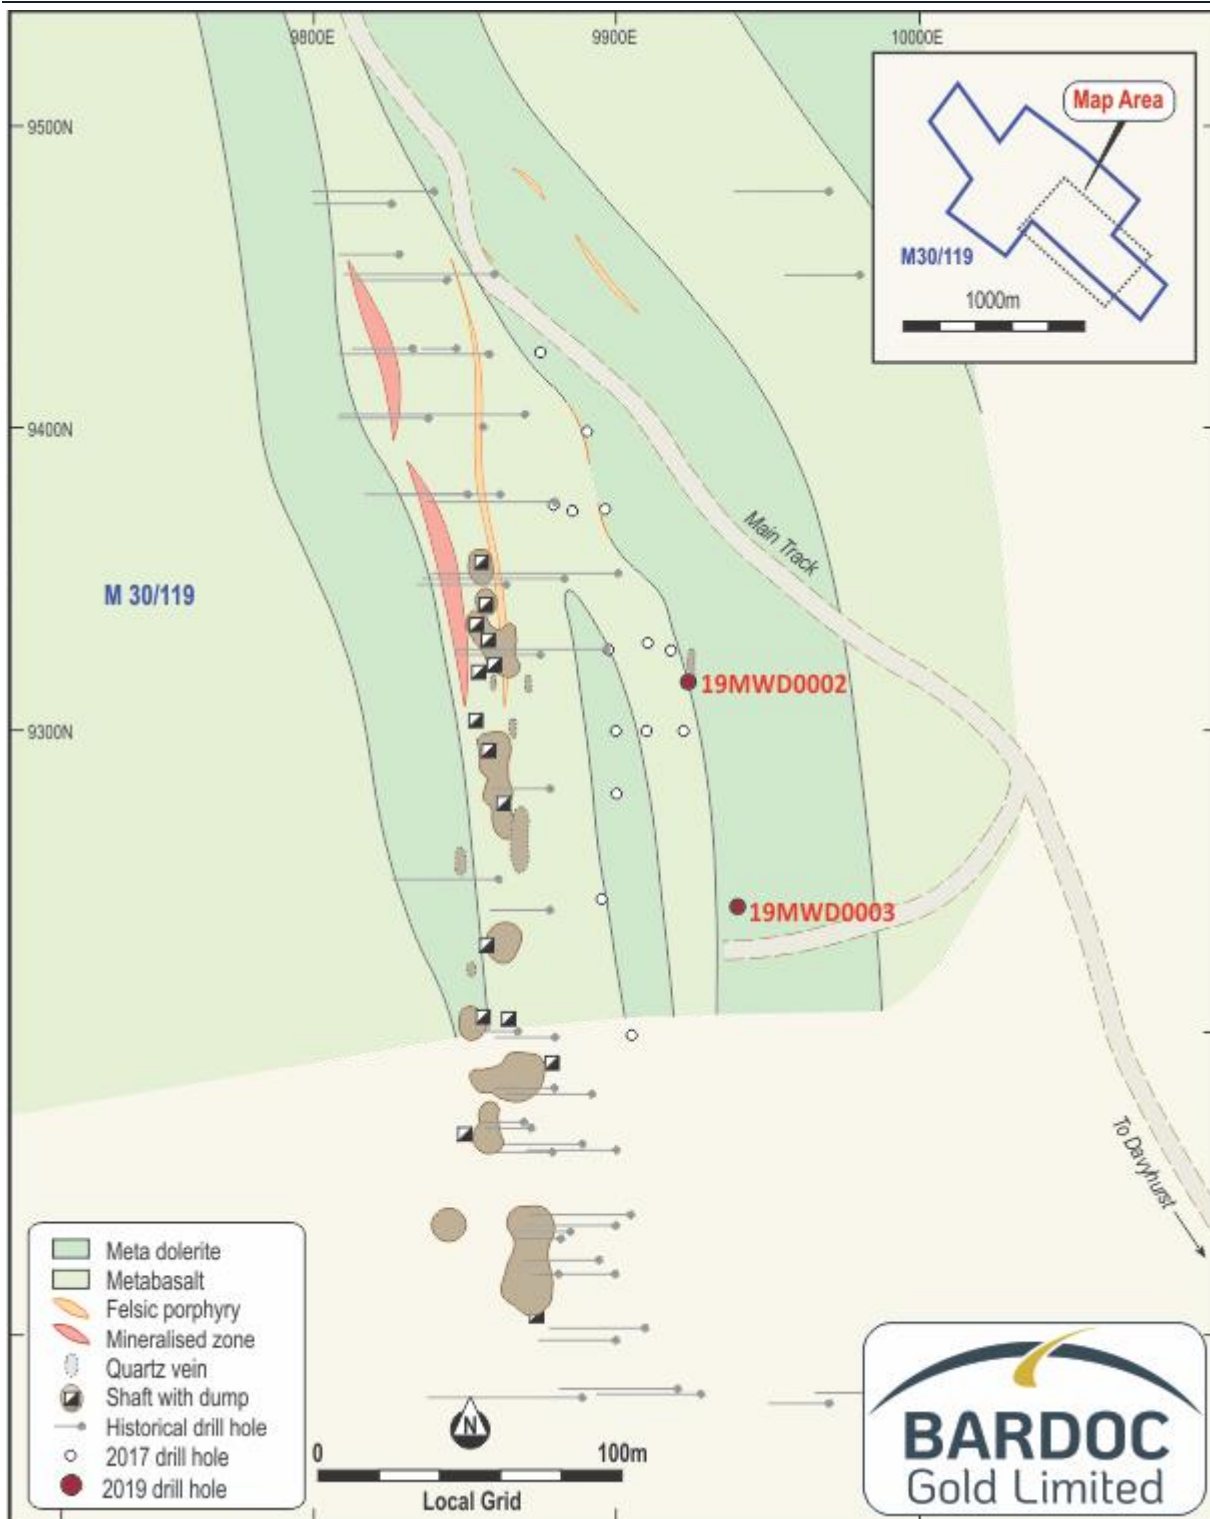 9800E
9900E
10000E
9500N
9400N
9300N
Map Area
M30/119
1000m
Main Track
M 30/119
19MWD0002
19MWD0003
To Davyhurst
Meta dolerite
Metabasalt
Felsic porphyry
Mineralised zone
Quartz vein
Shaft with dump
Historical drill hole
2017 drill hole
2019 drill hole
N
0
100m
Local Grid
BARDOC
Gold Limited